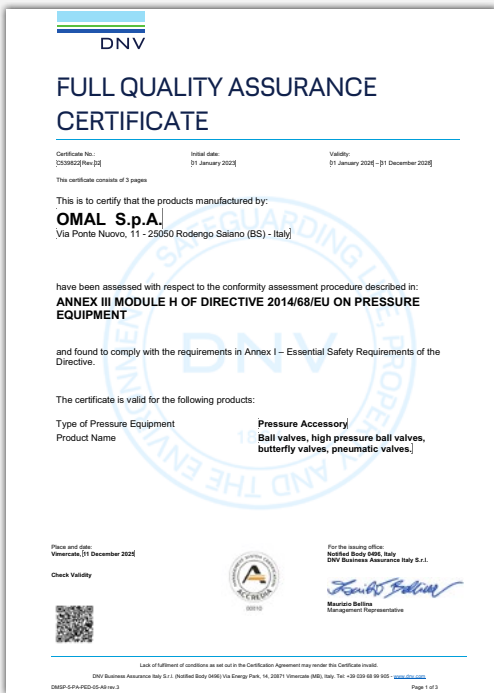 DNV
FULL QUALITY ASSURANCE
CERTIFICATE
Certificate No.:
C539822 Rev.02
Initial date:
01 January 2023
Validity:
01 January 2026 – 31 December 2028
This certificate consists of 3 pages
This is to certify that the products manufactured by:
OMAL S.p.A.
Via Ponte Nuovo, 11 - 25050 Rodengo Saiano (BS) - Italy
have been assessed with respect to the conformity assessment procedure described in:
ANNEX III MODULE H OF DIRECTIVE 2014/68/EU ON PRESSURE
EQUIPMENT
and found to comply with the requirements in Annex I – Essential Safety Requirements of the
Directive.
The certificate is valid for the following products:
Type of Pressure Equipment
Pressure Accessory
Product Name
Ball valves, high pressure ball valves,
butterfly valves, pneumatic valves.
SAFEGUARDING LIFE, PROPERTY AND THE ENVIRONMENT
DNV
Place and date:
Vimercate, 11 December 2025
Check Validity
ACCREDIA
For the issuing office:
Notified Body 0496, Italy
DNV Business Assurance Italy S.r.l.
Maurizio Bellina
Management Representative
Lack of fulfilment of conditions as set out in the Certification Agreement may render this Certificate invalid.
DNV Business Assurance Italy S.r.l. (Notified Body 0496) Via Energy Park, 14, 20871 Vimercate (MB), Italy. Tel: +39 039 68 99 905 - www.dnv.com
DMSP-5-PA-PED-05-A9 rev.3
Page 1 of 3